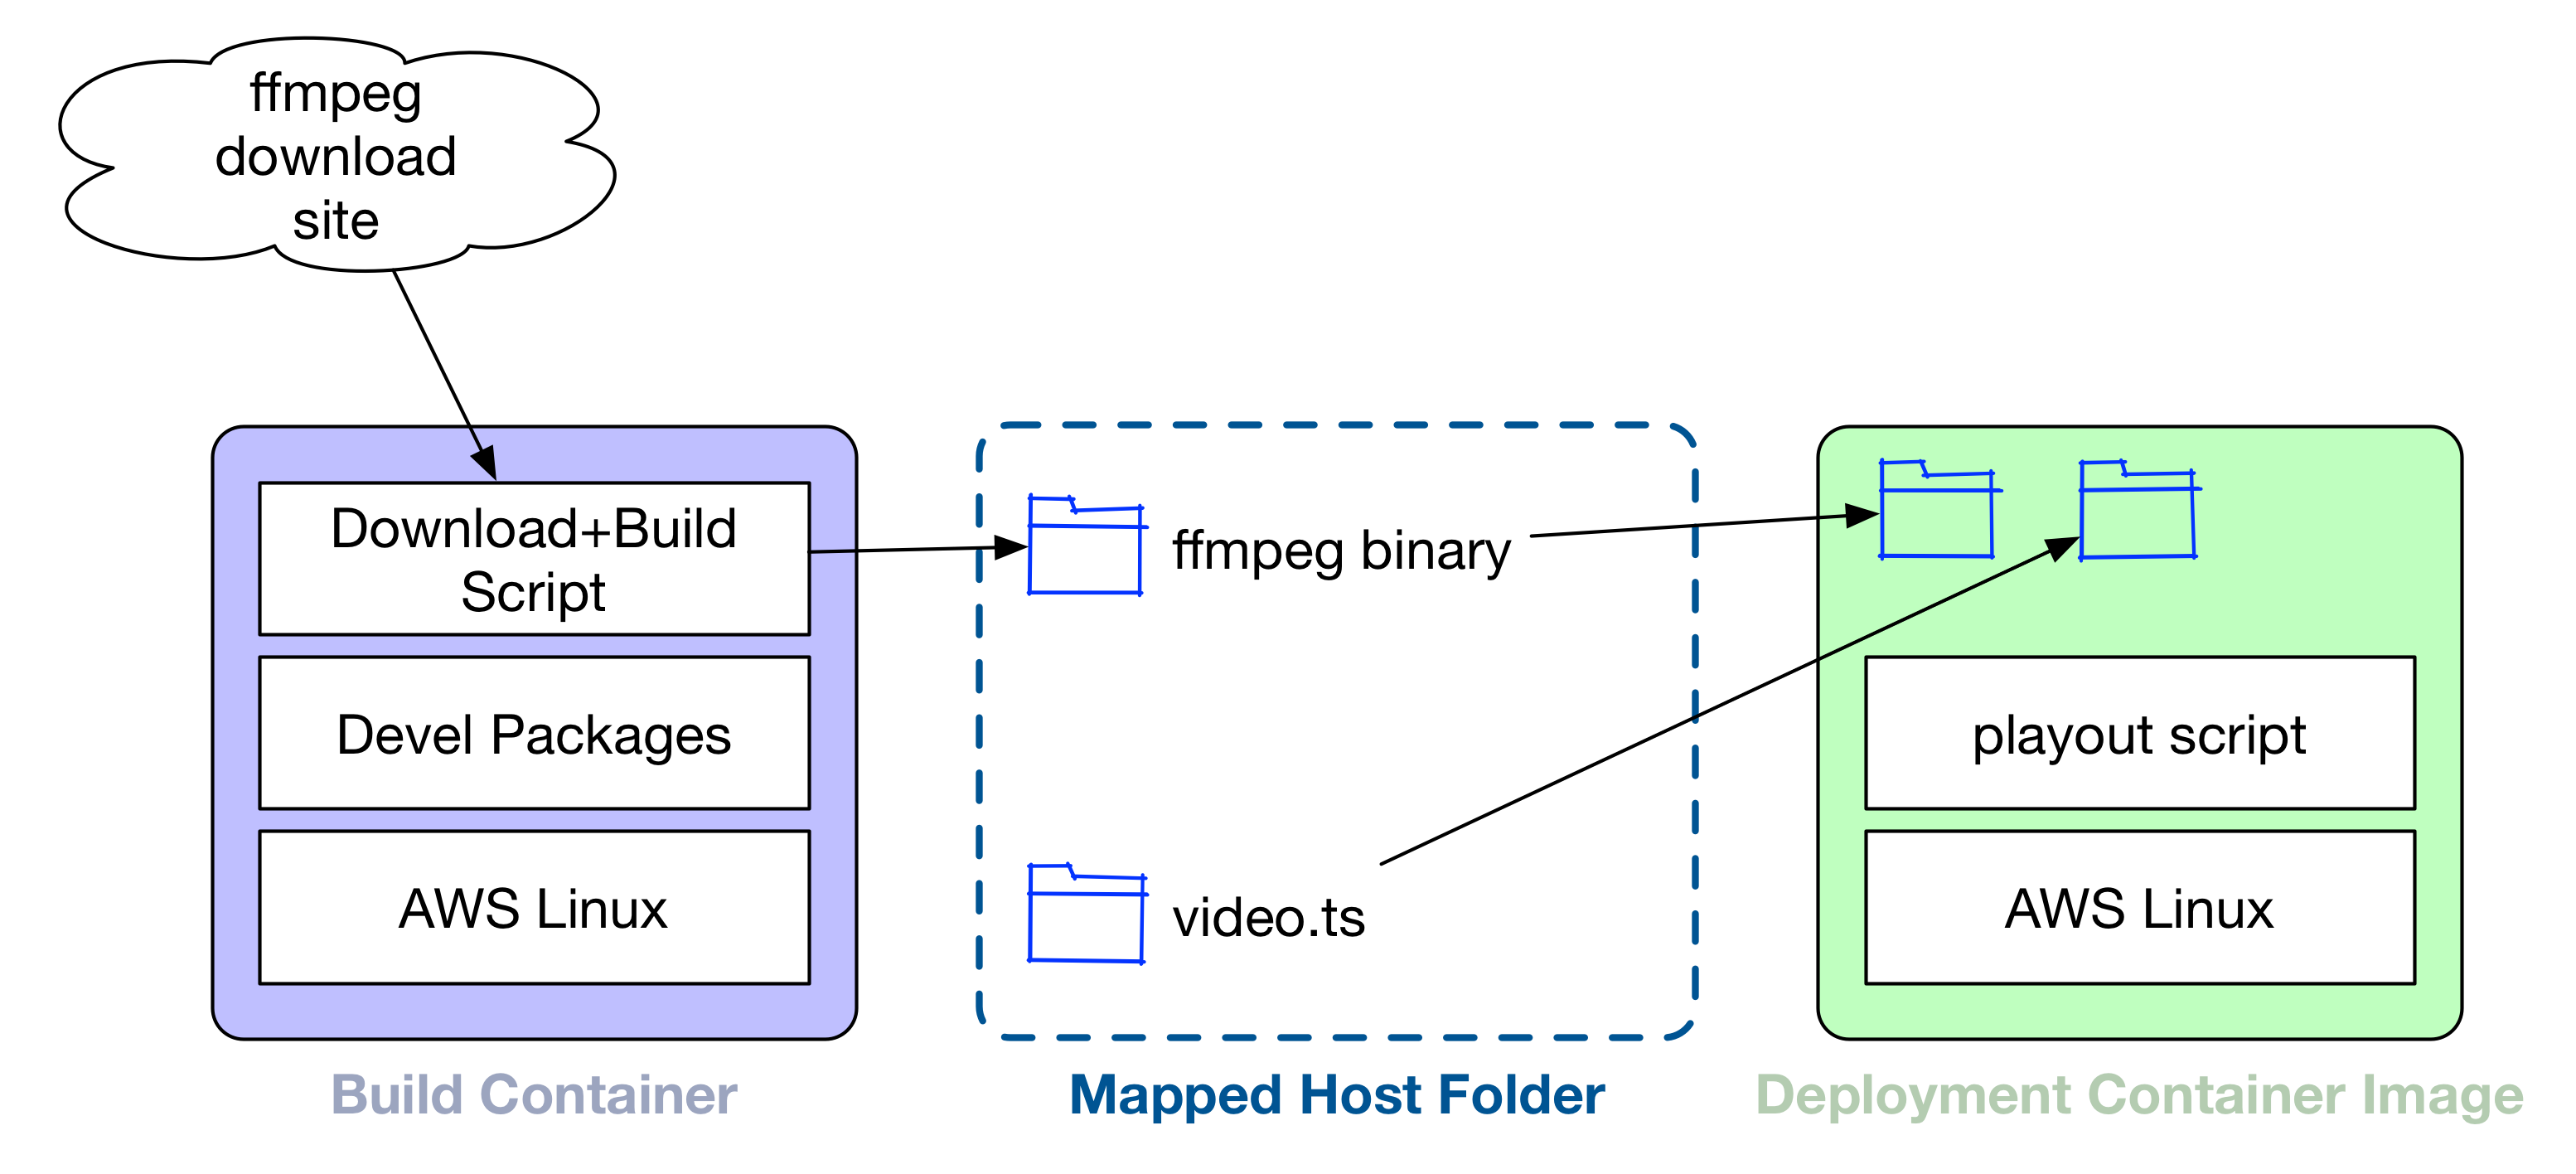 ffmpeg
download
site
Download+Build
Script
Devel Packages
AWS Linux
Build Container
ffmpeg binary
video.ts
Mapped Host Folder
playout script
AWS Linux
Deployment Container Image